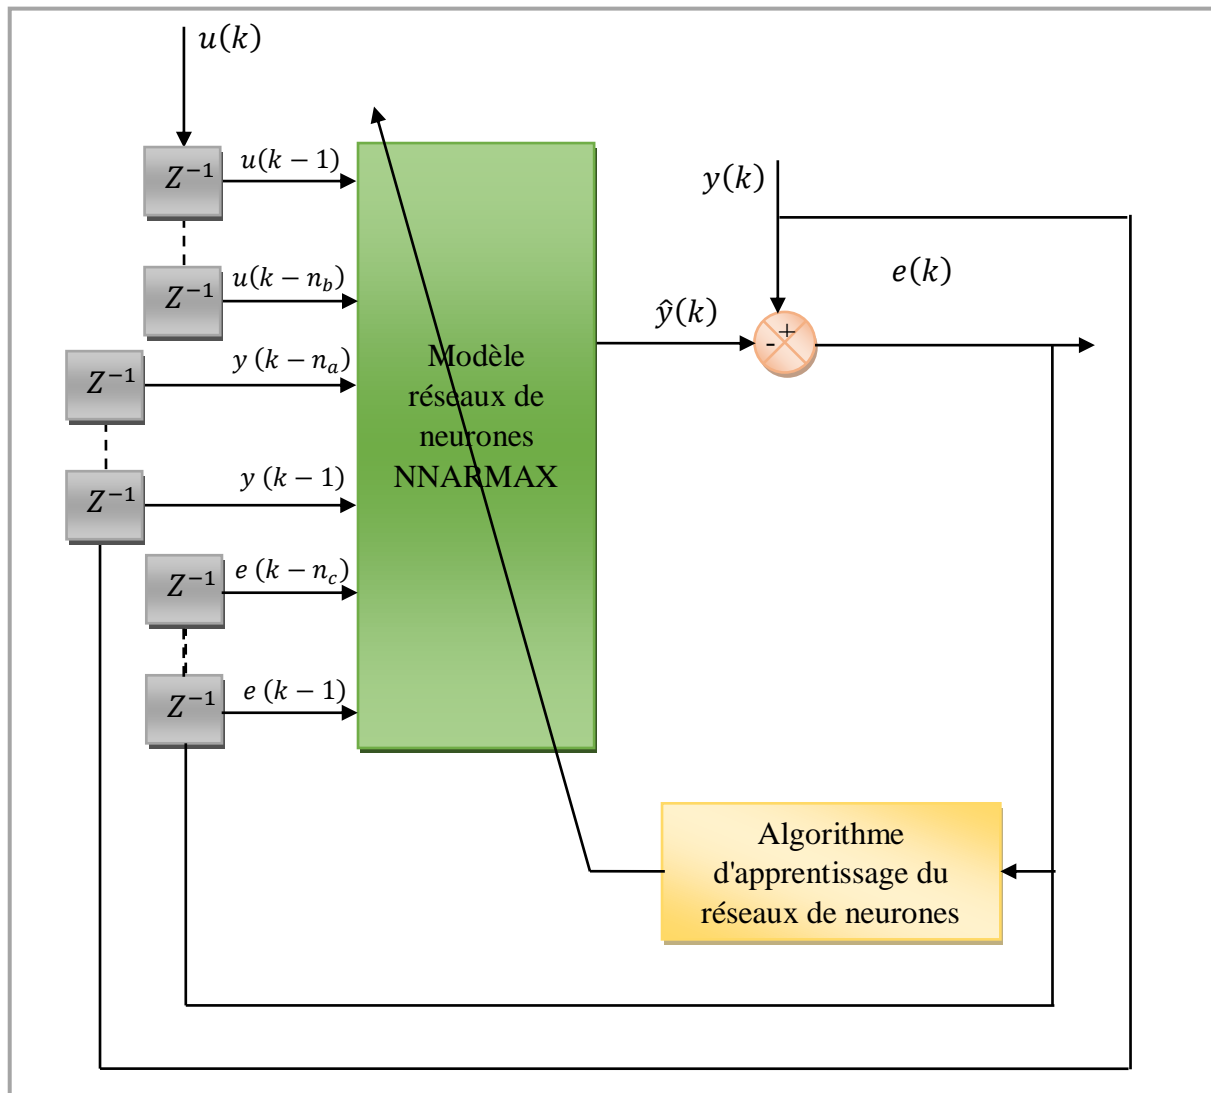 u(k)
Z⁻¹
u(k − 1)
Z⁻¹
u(k − n_b)
Z⁻¹
y (k − n_a)
Z⁻¹
y (k − 1)
Z⁻¹
e (k − n_c)
Z⁻¹
e (k − 1)
Modèle
réseaux de
neurones
NNARMAX
ŷ(k)
y(k)
+
-
e(k)
Algorithme
d'apprentissage du
réseaux de neurones